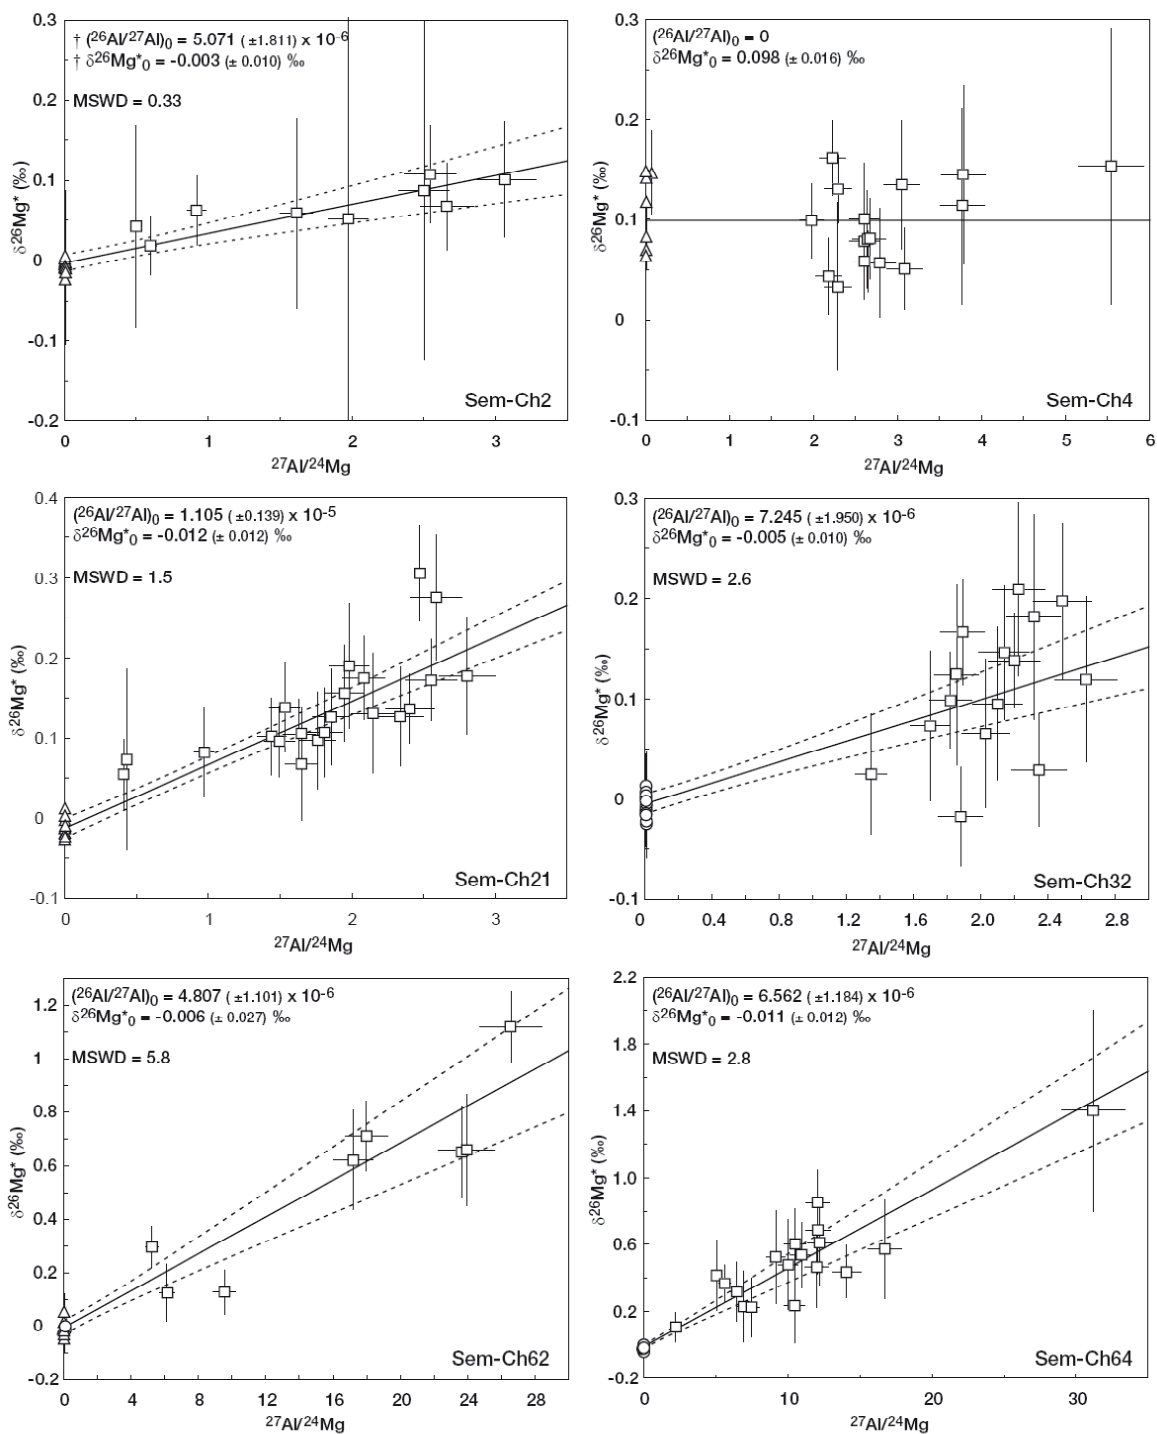 † (²⁶Al/²⁷Al)₀ = 5.071 (±1.811) x 10⁻⁶
† δ²⁶Mg*₀ = -0.003 (± 0.010) ‰
MSWD = 0.33
0.3
0.2
0.1
0
-0.1
-0.2
δ²⁶Mg* (‰)
Sem-Ch2
0 1 2 3
²⁷Al/²⁴Mg
(²⁶Al/²⁷Al)₀ = 0
δ²⁶Mg*₀ = 0.098 (± 0.016) ‰
0.3
0.2
0.1
0
-0.1
δ²⁶Mg* (‰)
Sem-Ch4
0 1 2 3 4 5 6
²⁷Al/²⁴Mg
(²⁶Al/²⁷Al)₀ = 1.105 (±0.139) x 10⁻⁵
δ²⁶Mg*₀ = -0.012 (± 0.012) ‰
MSWD = 1.5
0.4
0.3
0.2
0.1
0
-0.1
δ²⁶Mg* (‰)
Sem-Ch21
0 1 2 3
²⁷Al/²⁴Mg
(²⁶Al/²⁷Al)₀ = 7.245 (±1.950) x 10⁻⁶
δ²⁶Mg*₀ = -0.005 (± 0.010) ‰
MSWD = 2.6
0.3
0.2
0.1
0
-0.1
δ²⁶Mg* (‰)
Sem-Ch32
0 0.4 0.8 1.2 1.6 2.0 2.4 2.8
²⁷Al/²⁴Mg
(²⁶Al/²⁷Al)₀ = 4.807 (±1.101) x 10⁻⁶
δ²⁶Mg*₀ = -0.006 (± 0.027) ‰
MSWD = 5.8
1.2
1
0.8
0.6
0.4
0.2
0
-0.2
δ²⁶Mg* (‰)
Sem-Ch62
0 4 8 12 16 20 24 28
²⁷Al/²⁴Mg
(²⁶Al/²⁷Al)₀ = 6.562 (±1.184) x 10⁻⁶
δ²⁶Mg*₀ = -0.011 (± 0.012) ‰
MSWD = 2.8
2.2
1.8
1.4
1.0
0.6
0.2
-0.2
δ²⁶Mg* (‰)
Sem-Ch64
0 10 20 30
²⁷Al/²⁴Mg